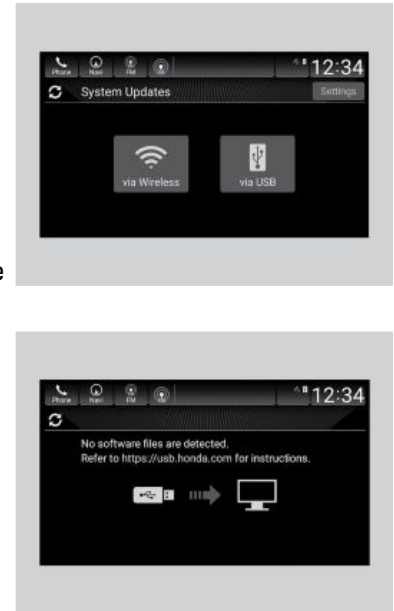 Phone Navi FM 12:34
System Updates Settings
via Wireless via USB
e
Phone Navi FM 12:34
No software files are detected.
Refer to https://usb.honda.com for instructions.